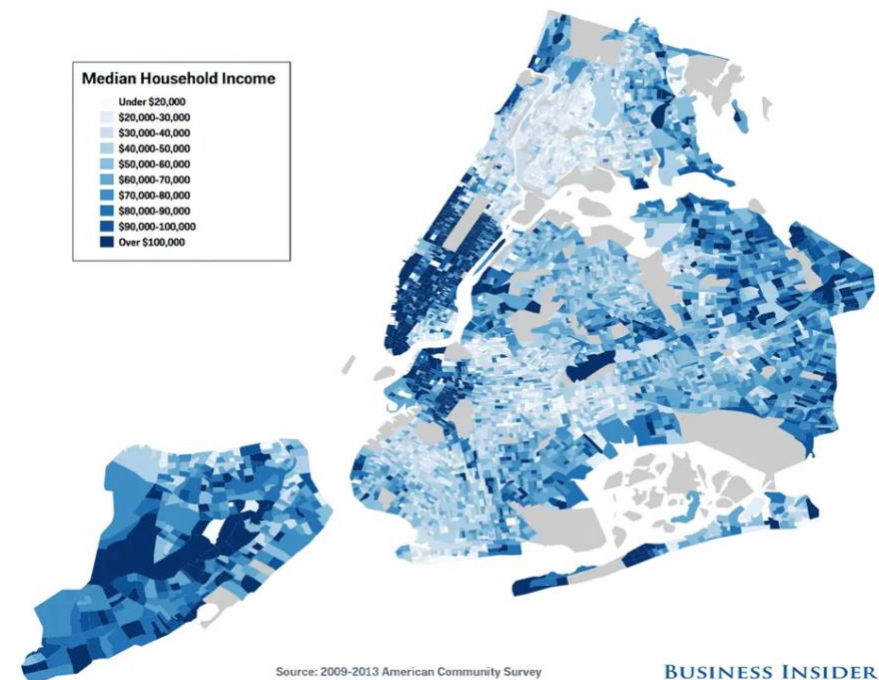 Median Household Income
Under $20,000
$20,000-30,000
$30,000-40,000
$40,000-50,000
$50,000-60,000
$60,000-70,000
$70,000-80,000
$80,000-90,000
$90,000-100,000
Over $100,000
Source: 2009-2013 American Community Survey
BUSINESS INSIDER